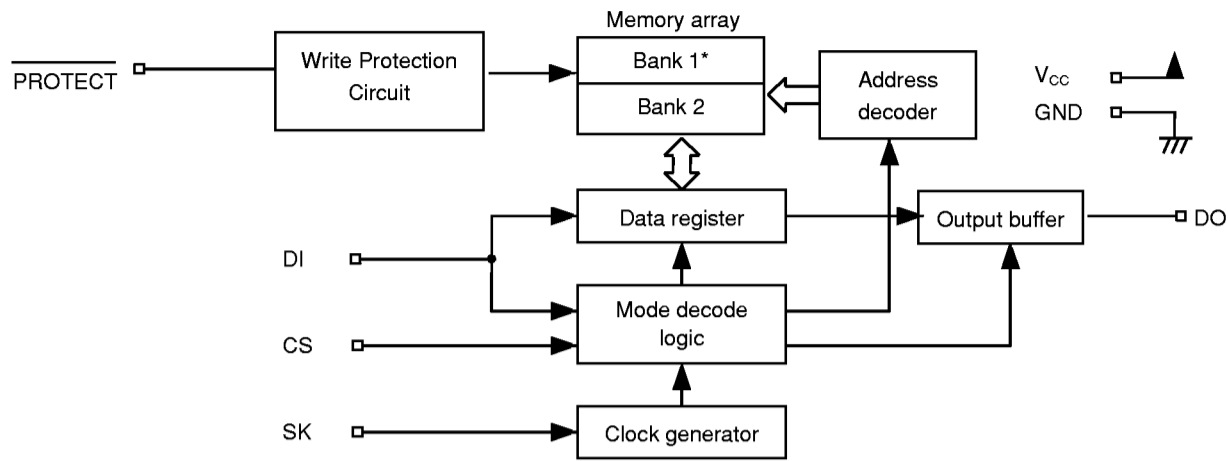 Memory array
PROTECT
Write Protection
Circuit
Bank 1*
Bank 2
Address
decoder
VCC
GND
Data register
Output buffer
DO
DI
Mode decode
logic
CS
SK
Clock generator